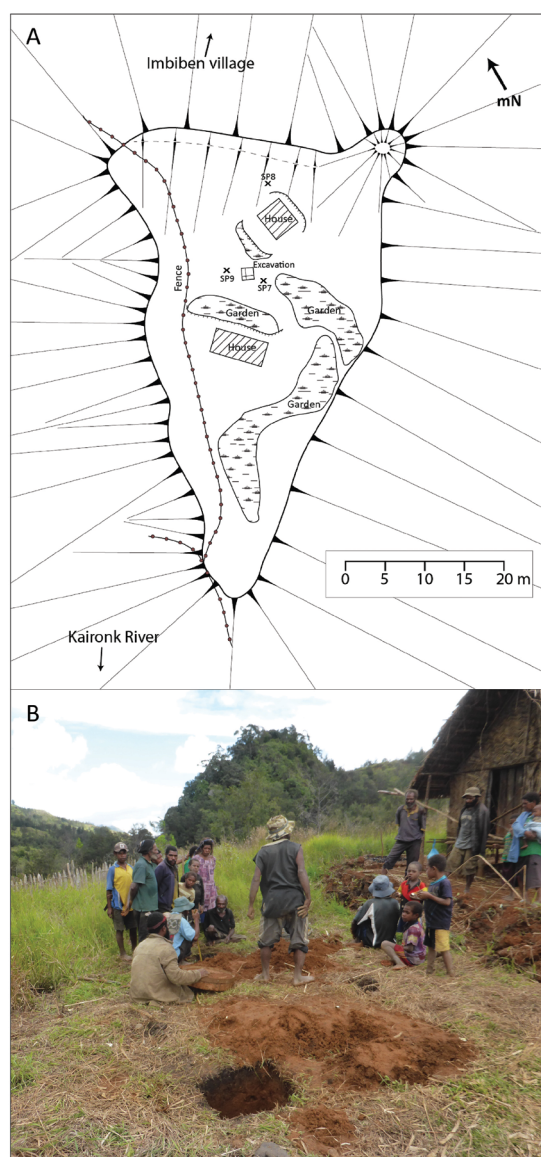 A
Imbiben village
mN
SP8
House
Excavation
SP9
SP7
Fence
Garden
Garden
House
Garden
0 5 10 15 20 m
Kaironk River
B